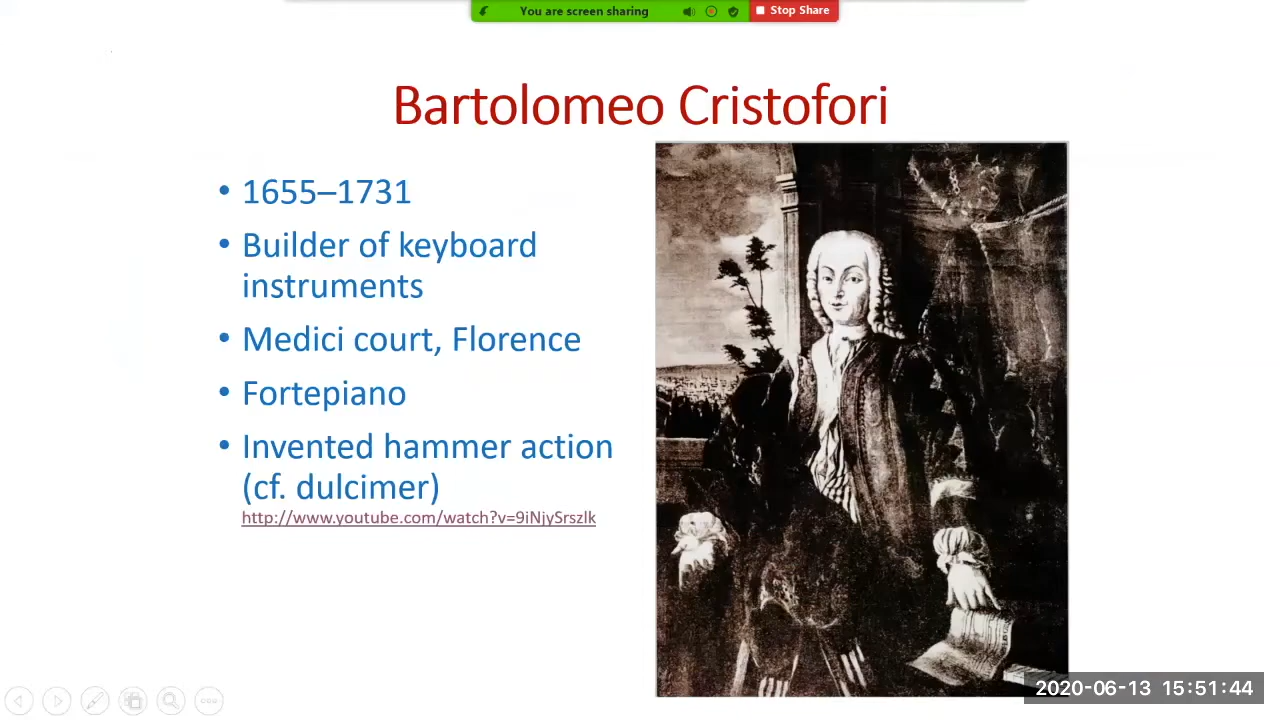 You are screen sharing
Stop Share
Bartolomeo Cristofori
• 1655–1731
• Builder of keyboard
instruments
• Medici court, Florence
• Fortepiano
• Invented hammer action
(cf. dulcimer)
http://www.youtube.com/watch?v=9iNjySrszlk
2020-06-13 15:51:44